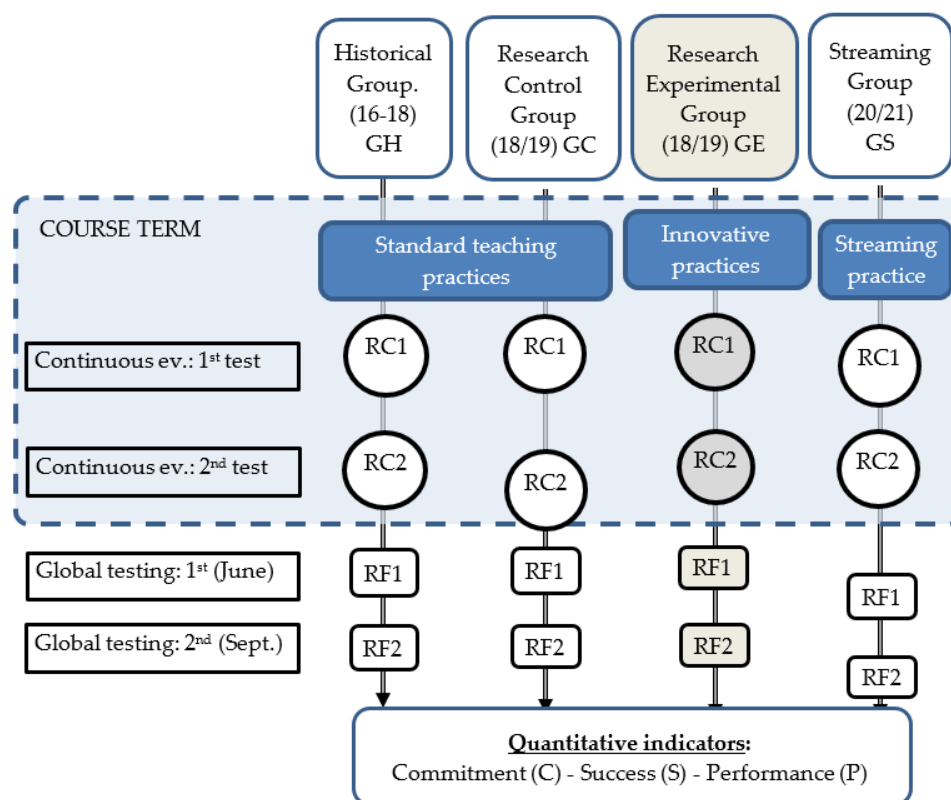 Historical
Group.
(16-18)
GH
Research
Control
Group
(18/19) GC
Research
Experimental
Group
(18/19) GE
Streaming
Group
(20/21)
GS
COURSE TERM
Standard teaching
practices
Innovative
practices
Streaming
practice
Continuous ev.: 1st test
RC1
RC1
RC1
RC1
Continuous ev.: 2nd test
RC2
RC2
RC2
RC2
Global testing: 1st (June)
RF1
RF1
RF1
RF1
Global testing: 2nd (Sept.)
RF2
RF2
RF2
RF2
Quantitative indicators:
Commitment (C) - Success (S) - Performance (P)